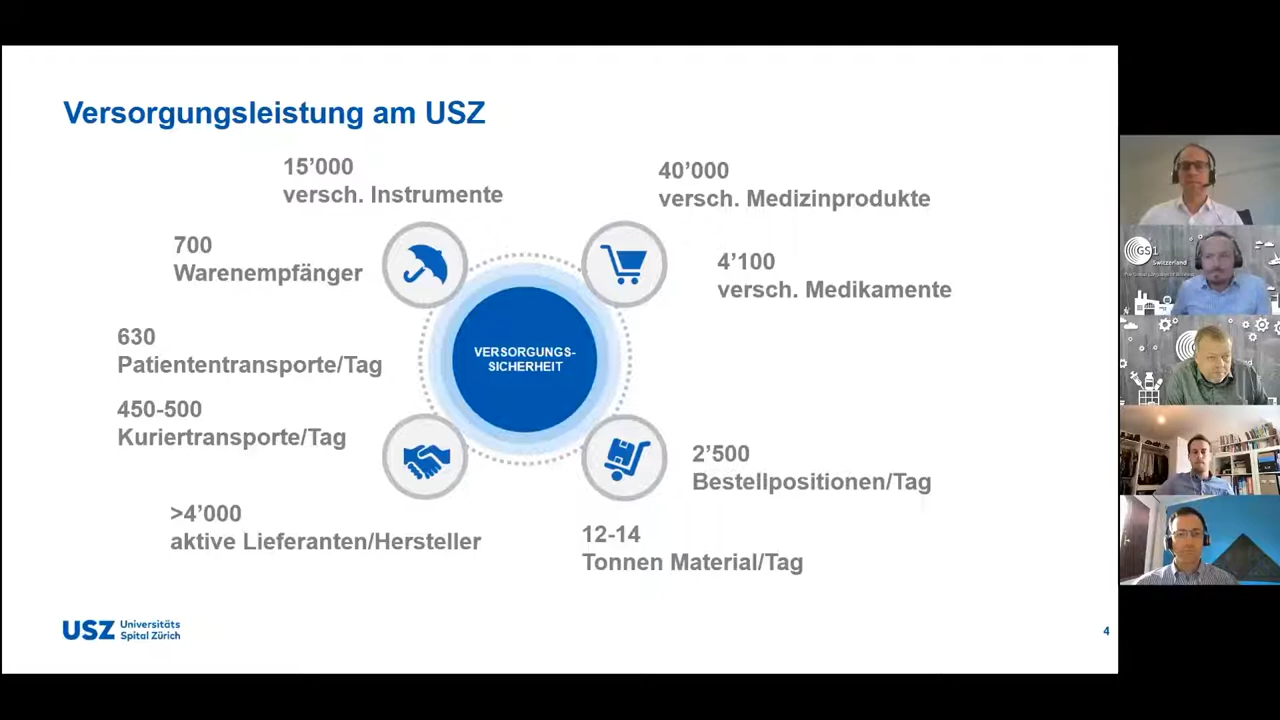 Versorgungsleistung am USZ
15’000
versch. Instrumente
40’000
versch. Medizinprodukte
700
Warenempfänger
4’100
versch. Medikamente
630
Patiententransporte/Tag
VERSORGUNGS-
SICHERHEIT
450-500
Kuriertransporte/Tag
2’500
Bestellpositionen/Tag
>4’000
aktive Lieferanten/Hersteller
12-14
Tonnen Material/Tag
USZ Universitäts
Spital Zürich
4
GS1
Switzerland